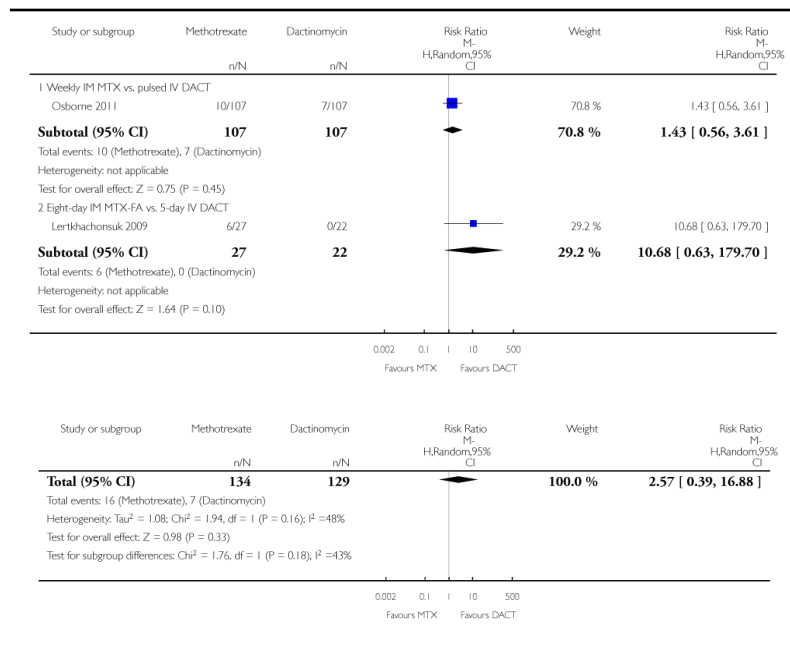 Study or subgroup Methotrexate Dactinomycin Risk Ratio Weight Risk Ratio
M-
H,Random,95%
CI
M-
H,Random,95%
CI
n/N n/N
1 Weekly IM MTX vs. pulsed IV DACT
Osborne 2011 10/107 7/107 70.8 % 1.43 [ 0.56, 3.61 ]
Subtotal (95% CI) 107 107 70.8 % 1.43 [ 0.56, 3.61 ]
Total events: 10 (Methotrexate), 7 (Dactinomycin)
Heterogeneity: not applicable
Test for overall effect: Z = 0.75 (P = 0.45)
2 Eight-day IM MTX-FA vs. 5-day IV DACT
Lertkhachonsuk 2009 6/27 0/22 29.2 % 10.68 [ 0.63, 179.70 ]
Subtotal (95% CI) 27 22 29.2 % 10.68 [ 0.63, 179.70 ]
Total events: 6 (Methotrexate), 0 (Dactinomycin)
Heterogeneity: not applicable
Test for overall effect: Z = 1.64 (P = 0.10)
0.002 0.1 1 10 500
Favours MTX Favours DACT
Study or subgroup Methotrexate Dactinomycin Risk Ratio Weight Risk Ratio
M-
H,Random,95%
CI
M-
H,Random,95%
CI
n/N n/N
Total (95% CI) 134 129 100.0 % 2.57 [ 0.39, 16.88 ]
Total events: 16 (Methotrexate), 7 (Dactinomycin)
Heterogeneity: Tau² = 1.08; Chi² = 1.94, df = 1 (P = 0.16); I² =48%
Test for overall effect: Z = 0.98 (P = 0.33)
Test for subgroup differences: Chi² = 1.76, df = 1 (P = 0.18), I² =43%
0.002 0.1 1 10 500
Favours MTX Favours DACT